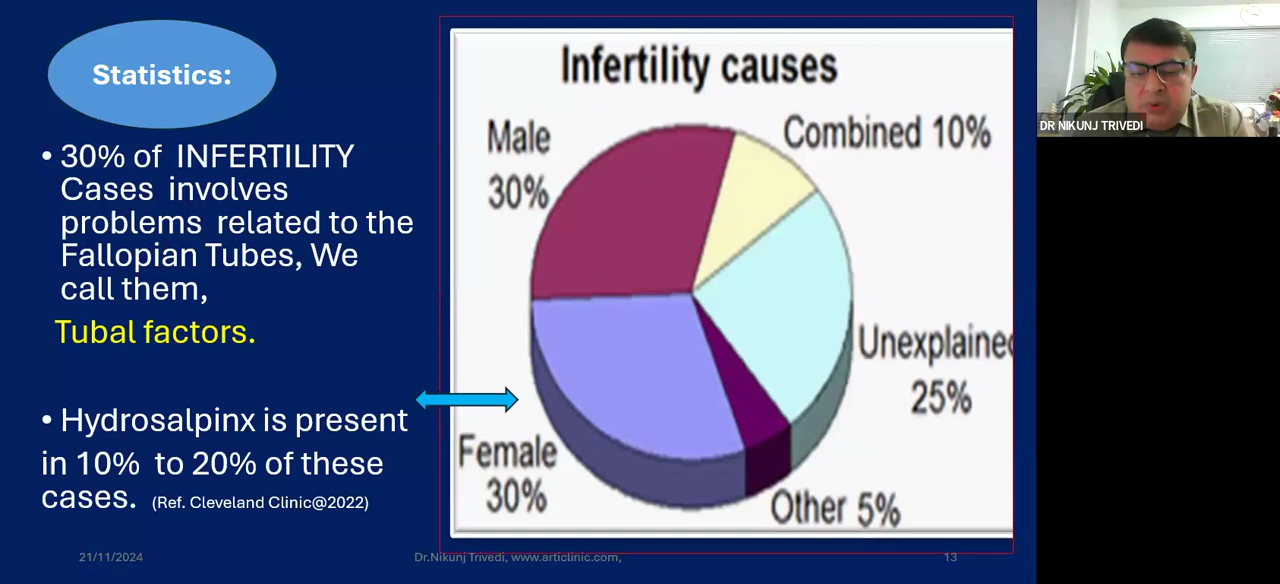 Statistics:
• 30% of INFERTILITY
Cases involves
problems related to the
Fallopian Tubes, We
call them,
Tubal factors.
• Hydrosalpinx is present
in 10% to 20% of these
cases. (Ref. Cleveland Clinic@2022)
Infertility causes
Male
30%
Combined 10%
Unexplained
25%
Female
30%
Other 5%
21/11/2024
Dr.Nikunj Trivedi, www.articlinic.com,
13
DR NIKUNJ TRIVEDI